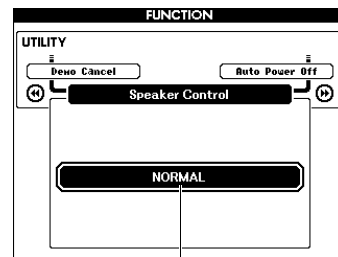 FUNCTION
UTILITY
Demo Cancel
Auto Power Off
Speaker Control
NORMAL